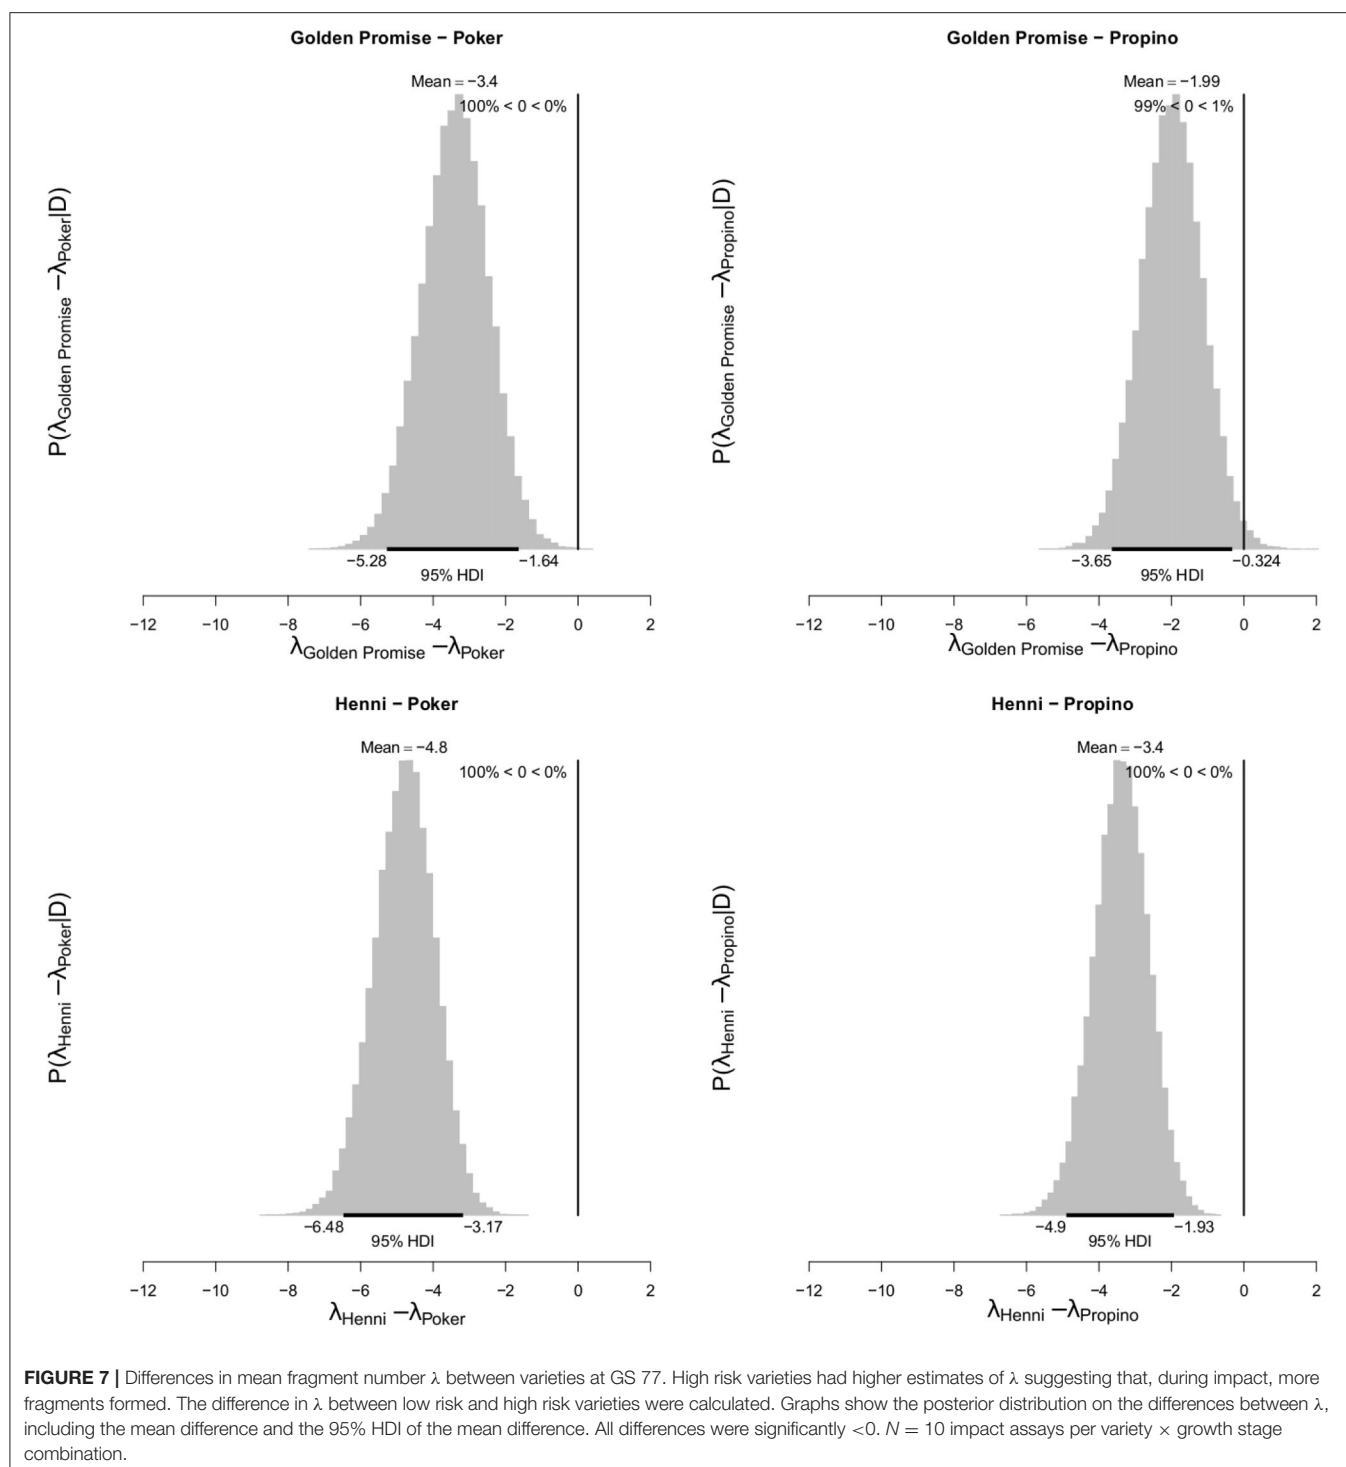 Golden Promise − Poker
Mean = −3.4
100% < 0 < 0%
P(λGolden Promise −λPoker|D)
−5.28
−1.64
95% HDI
−12 −10 −8 −6 −4 −2 0 2
λGolden Promise −λPoker
Golden Promise − Propino
Mean = −1.99
99% < 0 < 1%
P(λGolden Promise −λPropino|D)
−3.65
−0.324
95% HDI
−12 −10 −8 −6 −4 −2 0 2
λGolden Promise −λPropino
Henni − Poker
Mean = −4.8
100% < 0 < 0%
P(λHenni −λPoker|D)
−6.48
−3.17
95% HDI
−12 −10 −8 −6 −4 −2 0 2
λHenni −λPoker
Henni − Propino
Mean = −3.4
100% < 0 < 0%
P(λHenni −λPropino|D)
−4.9
−1.93
95% HDI
−12 −10 −8 −6 −4 −2 0 2
λHenni −λPropino
FIGURE 7 | Differences in mean fragment number λ between varieties at GS 77. High risk varieties had higher estimates of λ suggesting that, during impact, more
fragments formed. The difference in λ between low risk and high risk varieties were calculated. Graphs show the posterior distribution on the differences between λ,
including the mean difference and the 95% HDI of the mean difference. All differences were significantly <0. N = 10 impact assays per variety × growth stage
combination.